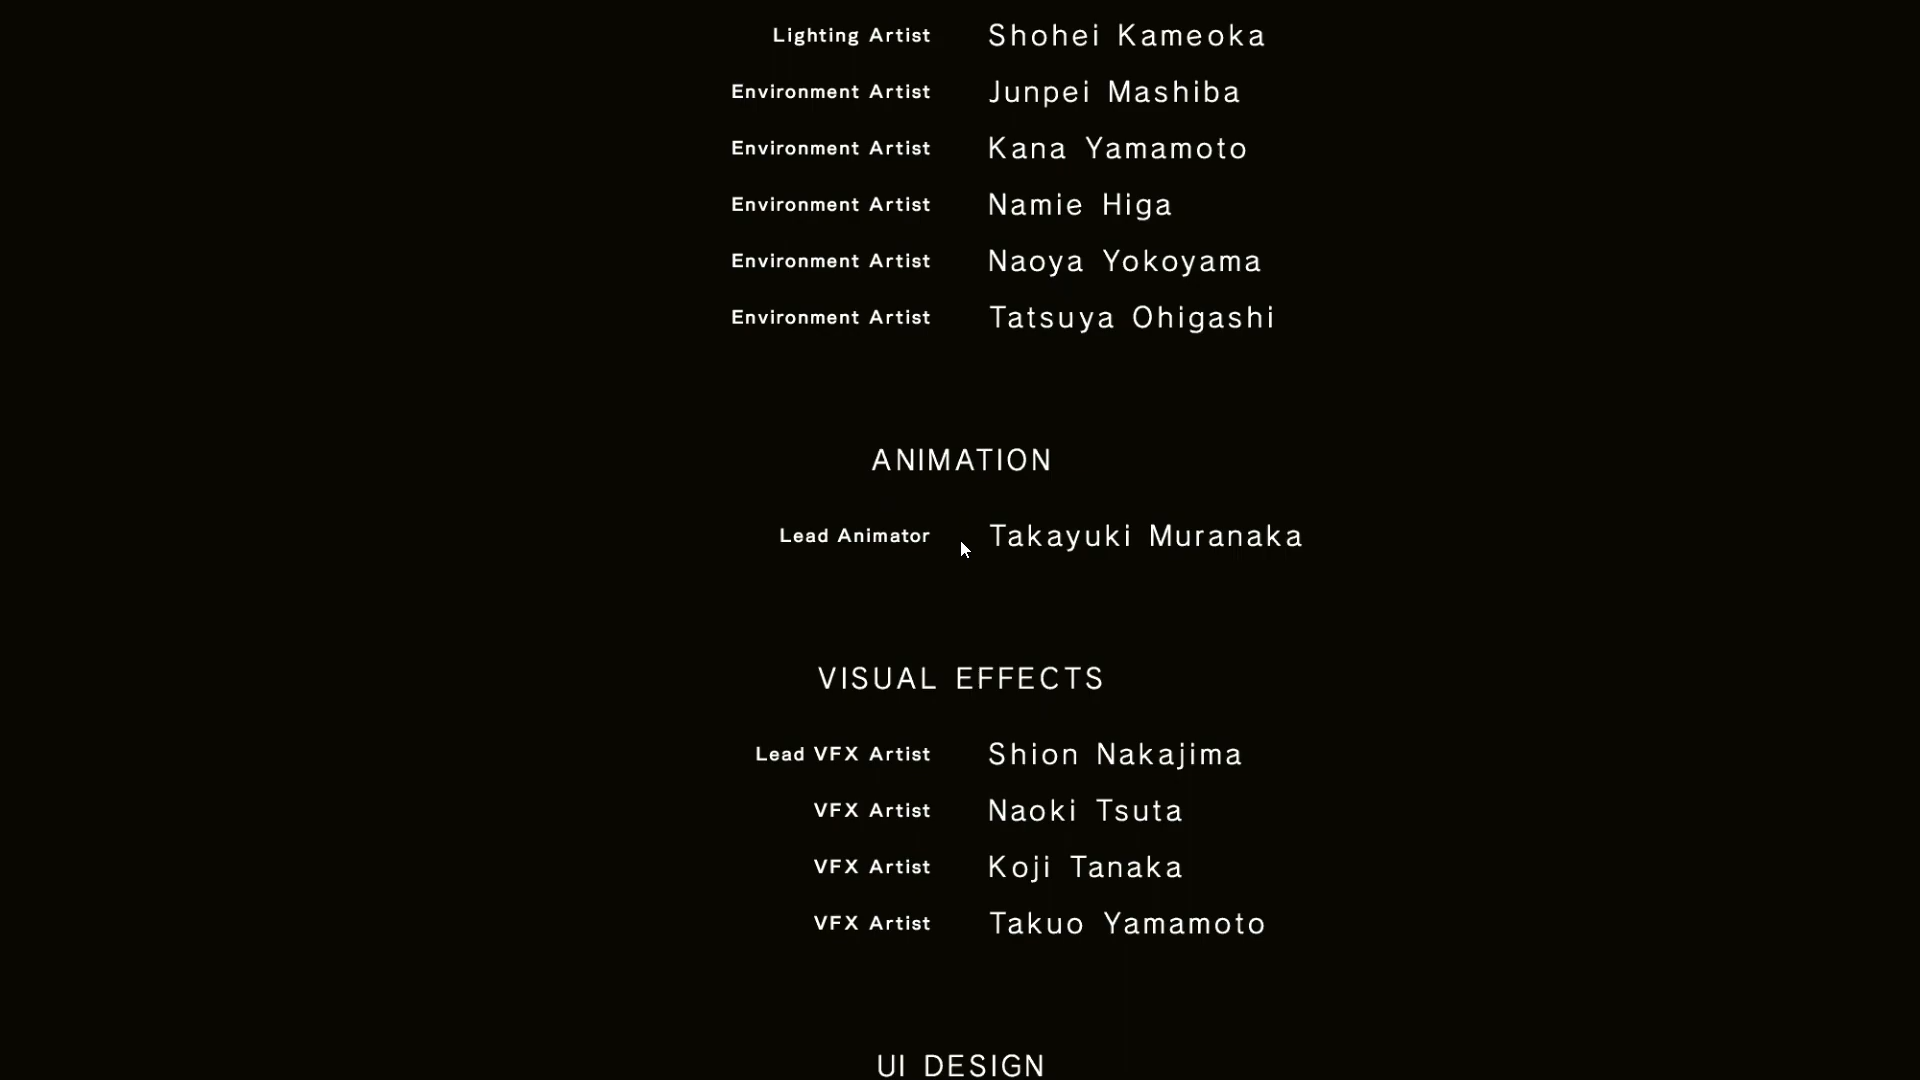 Lighting Artist Shohei Kameoka
Environment Artist Junpei Mashiba
Environment Artist Kana Yamamoto
Environment Artist Namie Higa
Environment Artist Naoya Yokoyama
Environment Artist Tatsuya Ohigashi
ANIMATION
Lead Animator Takayuki Muranaka
VISUAL EFFECTS
Lead VFX Artist Shion Nakajima
VFX Artist Naoki Tsuta
VFX Artist Koji Tanaka
VFX Artist Takuo Yamamoto
UI DESIGN